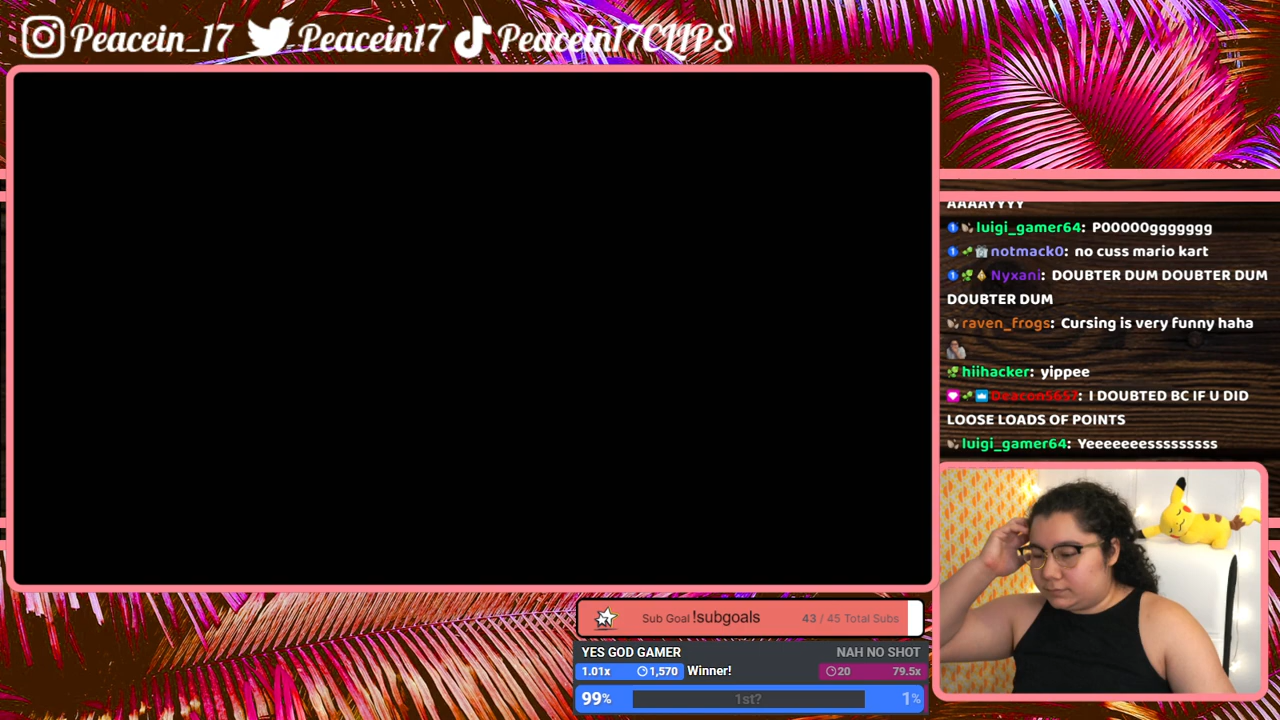 Peacein_17 Peacein17 Peacein17CLIPS
AAAAYYYY
luigi_gamer64: POOOOOggggggg
notmack0: no cuss mario kart
Nyxani: DOUBTER DUM DOUBTER DUM
DOUBTER DUM
raven_frogs: Cursing is very funny haha
hiihacker: yippee
Deacon5657: I DOUBTED BC IF U DID
LOOSE LOADS OF POINTS
luigi_gamer64: Yeeeeeeesssssssss
Sub Goal !subgoals 43 / 45 Total Subs
YES GOD GAMER NAH NO SHOT
1.01x 1,570 Winner! 20 79.5x
99% 1st? 1%